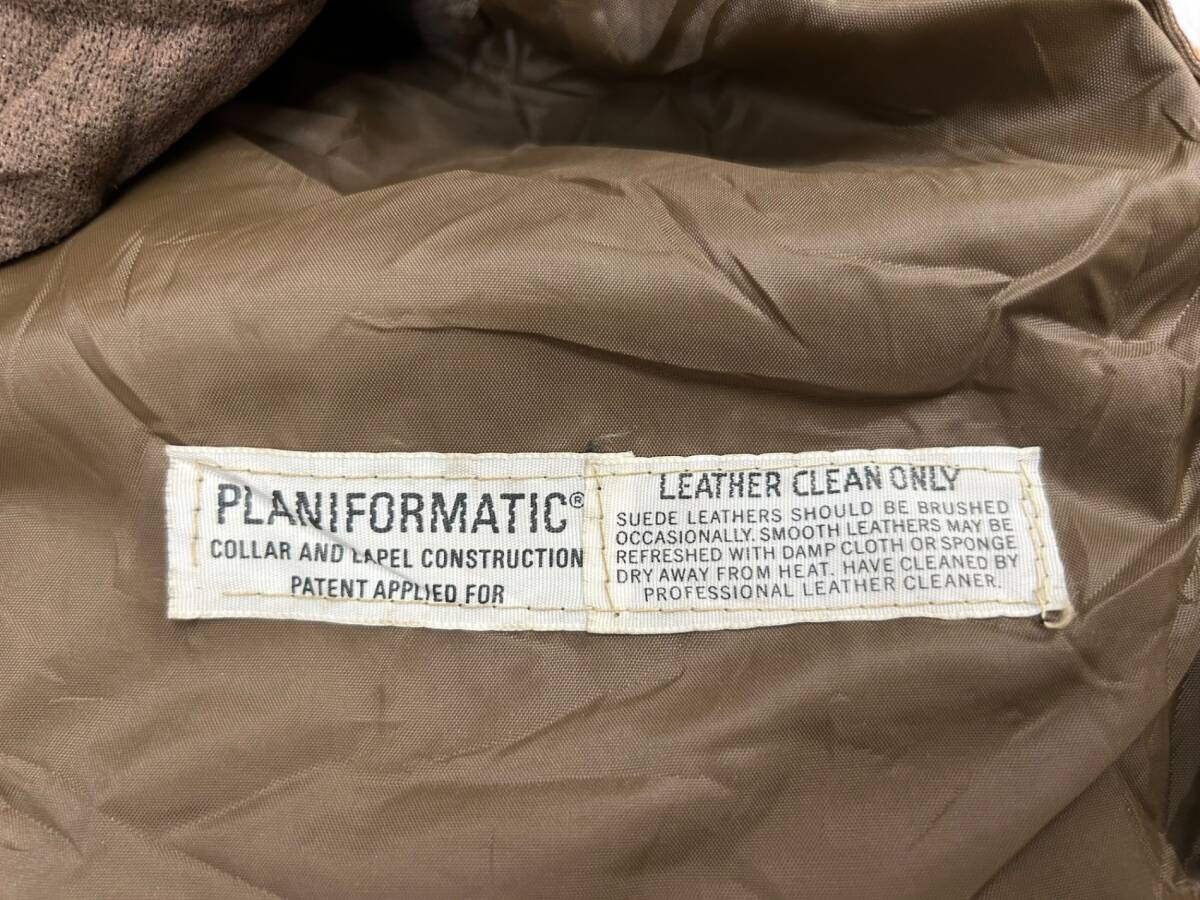 PLANIFORMATIC®
COLLAR AND LAPEL CONSTRUCTION
PATENT APPLIED FOR
LEATHER CLEAN ONLY
SUEDE LEATHERS SHOULD BE BRUSHED
OCCASIONALLY. SMOOTH LEATHERS MAY BE
REFRESHED WITH DAMP CLOTH OR SPONGE
DRY AWAY FROM HEAT. HAVE CLEANED BY
PROFESSIONAL LEATHER CLEANER.